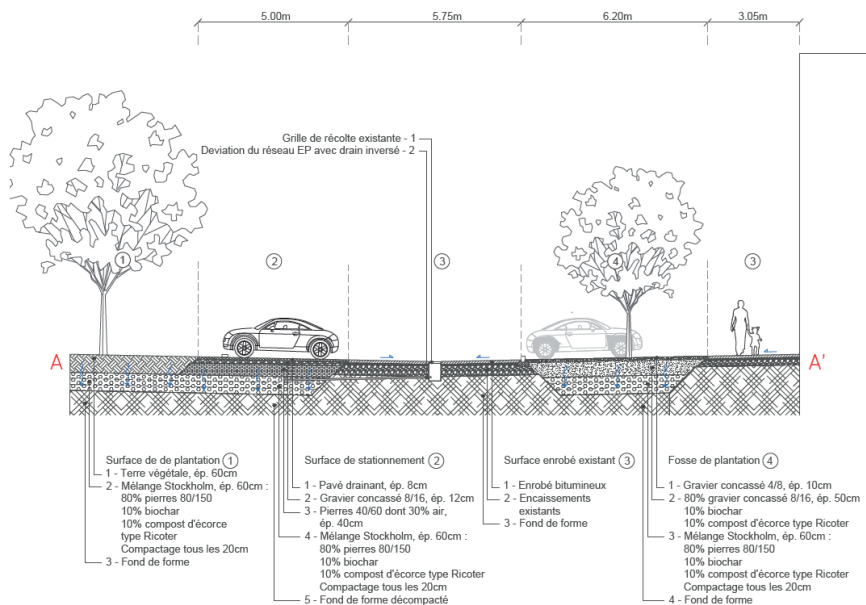 5.00m 5.75m 6.20m 3.05m
Grille de récolte existante - 1
Deviation du réseau EP avec drain inversé - 2
1 2 3 4 3
A A'
Surface de de plantation 1
1 - Terre végétale, ép. 60cm
2 - Mélange Stockholm, ép. 60cm :
80% pierres 80/150
10% biochar
10% compost d'écorce
type Ricoter
Compactage tous les 20cm
3 - Fond de forme
Surface de stationnement 2
1 - Pavé drainant, ép. 8cm
2 - Gravier concassé 8/16, ép. 12cm
3 - Pierres 40/60 dont 30% air,
ép. 40cm
4 - Mélange Stockholm, ép. 60cm :
80% pierres 80/150
10% biochar
10% compost d'écorce type Ricoter
Compactage tous les 20cm
5 - Fond de forme décompacté
Surface enrobé existant 3
1 - Enrobé bitumineux
2 - Encaissements
existants
3 - Fond de forme
Fosse de plantation 4
1 - Gravier concassé 4/8, ép. 10cm
2 - 80% gravier concassé 8/16, ép. 50cm
10% biochar
10% compost d'écorce type Ricoter
3 - Mélange Stockholm, ép. 60cm :
80% pierres 80/150
10% biochar
10% compost d'écorce type Ricoter
Compactage tous les 20cm
4 - Fond de forme